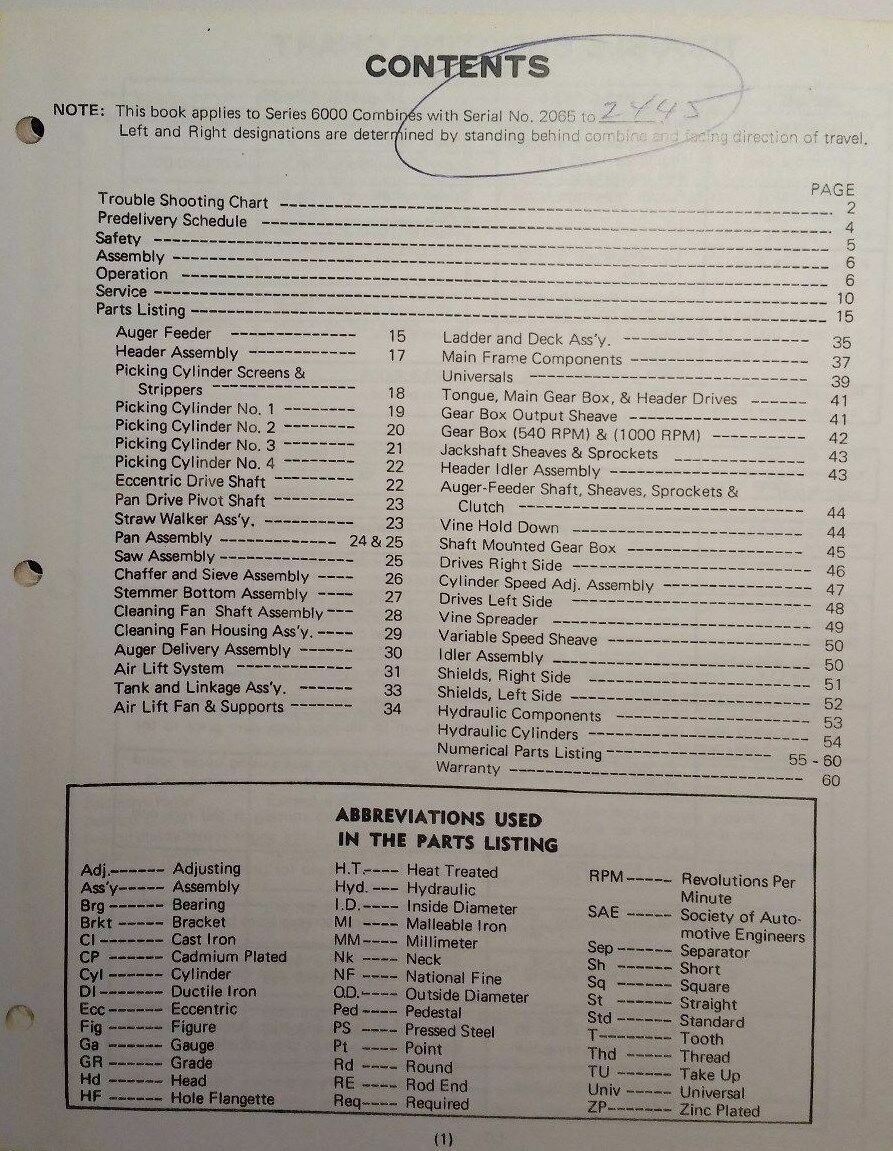 CONTENTS
NOTE: This book applies to Series 6000 Combines with Serial No. 2065 to 2445
Left and Right designations are determined by standing behind combine and facing direction of travel.
PAGE
Trouble Shooting Chart ---------- 2
Predelivery Schedule ---------- 4
Safety ---------- 5
Assembly ---------- 6
Operation ---------- 6
Service ---------- 10
Parts Listing ---------- 15
Auger Feeder ---------- 15
Header Assembly ---------- 17
Picking Cylinder Screens &
Strippers ---------- 18
Picking Cylinder No. 1 ---------- 19
Picking Cylinder No. 2 ---------- 20
Picking Cylinder No. 3 ---------- 21
Picking Cylinder No. 4 ---------- 22
Eccentric Drive Shaft ---------- 22
Pan Drive Pivot Shaft ---------- 23
Straw Walker Ass'y. ---------- 23
Pan Assembly ---------- 24 & 25
Saw Assembly ---------- 25
Chaffer and Sieve Assembly ---------- 26
Stemmer Bottom Assembly ------ 27
Cleaning Fan Shaft Assembly --- 28
Cleaning Fan Housing Ass'y. ----- 29
Auger Delivery Assembly ------ 30
Air Lift System ---------- 31
Tank and Linkage Ass'y. ------- 33
Air Lift Fan & Supports ------- 34
Ladder and Deck Ass'y. ---------- 35
Main Frame Components ---------- 37
Universals ---------- 39
Tongue, Main Gear Box, & Header Drives ------ 41
Gear Box Output Sheave ---------- 41
Gear Box (540 RPM) & (1000 RPM) ---------- 42
Jackshaft Sheaves & Sprockets ---------- 43
Header Idler Assembly ---------- 43
Auger-Feeder Shaft, Sheaves, Sprockets &
Clutch ---------- 44
Vine Hold Down ---------- 44
Shaft Mounted Gear Box ---------- 45
Drives Right Side ---------- 46
Cylinder Speed Adj. Assembly ---------- 47
Drives Left Side ---------- 48
Vine Spreader ---------- 49
Variable Speed Sheave ---------- 50
Idler Assembly ---------- 50
Shields, Right Side ---------- 51
Shields, Left Side ---------- 52
Hydraulic Components ---------- 53
Hydraulic Cylinders ---------- 54
Numerical Parts Listing ---------- 55 - 60
Warranty ---------- 60
ABBREVIATIONS USED
IN THE PARTS LISTING
Adj.------ Adjusting
Ass'y----- Assembly
Brg ------ Bearing
Brkt ----- Bracket
CI -------- Cast Iron
CP ------- Cadmium Plated
Cyl ------ Cylinder
DI ------- Ductile Iron
Ecc ------ Eccentric
Fig ------ Figure
Ga ------ Gauge
GR ------ Grade
Hd ------ Head
HF ------ Hole Flangette
H.T.---- Heat Treated
Hyd. --- Hydraulic
I.D.---- Inside Diameter
MI ---- Malleable Iron
MM---- Millimeter
Nk ---- Neck
NF ---- National Fine
O.D.---- Outside Diameter
Ped ---- Pedestal
PS ---- Pressed Steel
Pt ---- Point
Rd ---- Round
RE ---- Rod End
Req---- Required
RPM ----- Revolutions Per
Minute
SAE ----- Society of Auto-
motive Engineers
Sep ------ Separator
Sh ------ Short
Sq ------ Square
St ------ Straight
Std ------ Standard
T-------- Tooth
Thd ----- Thread
TU ------ Take Up
Univ ----- Universal
ZP------- Zinc Plated
(1)